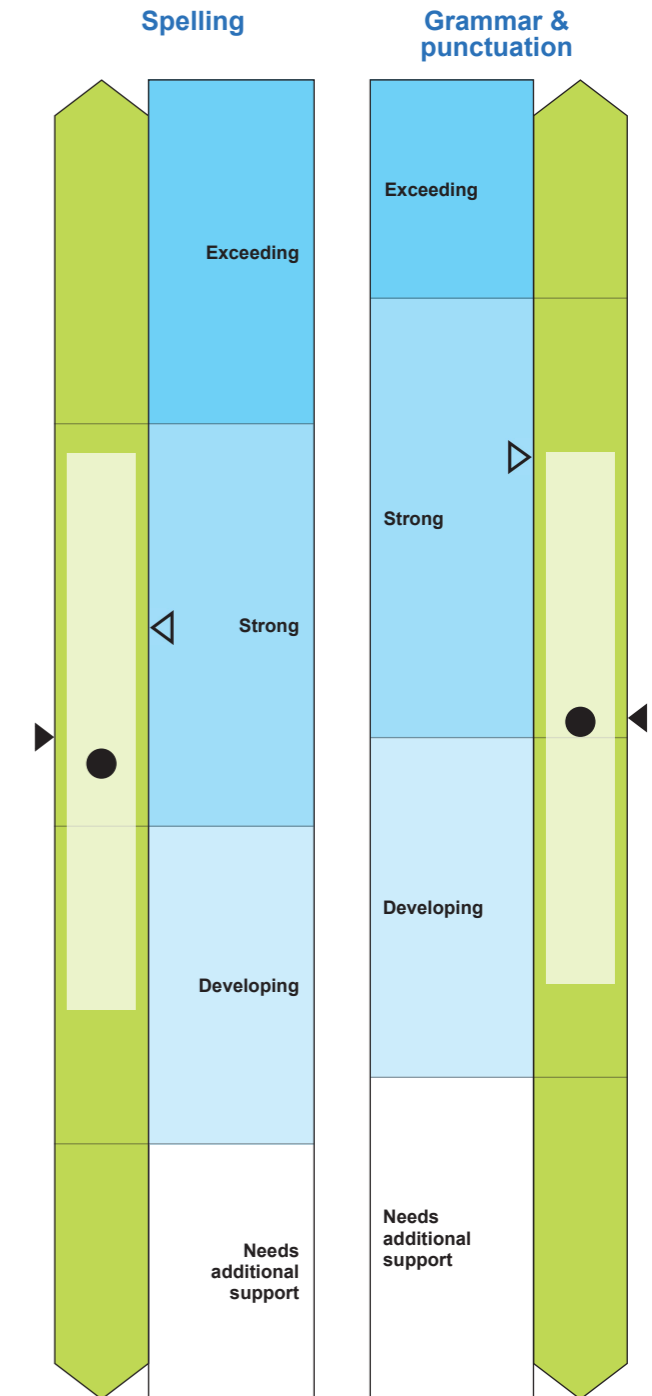 Spelling
Exceeding
Strong
Developing
Needs
additional
support
Grammar &
punctuation
Exceeding
Strong
Developing
Needs
additional
support